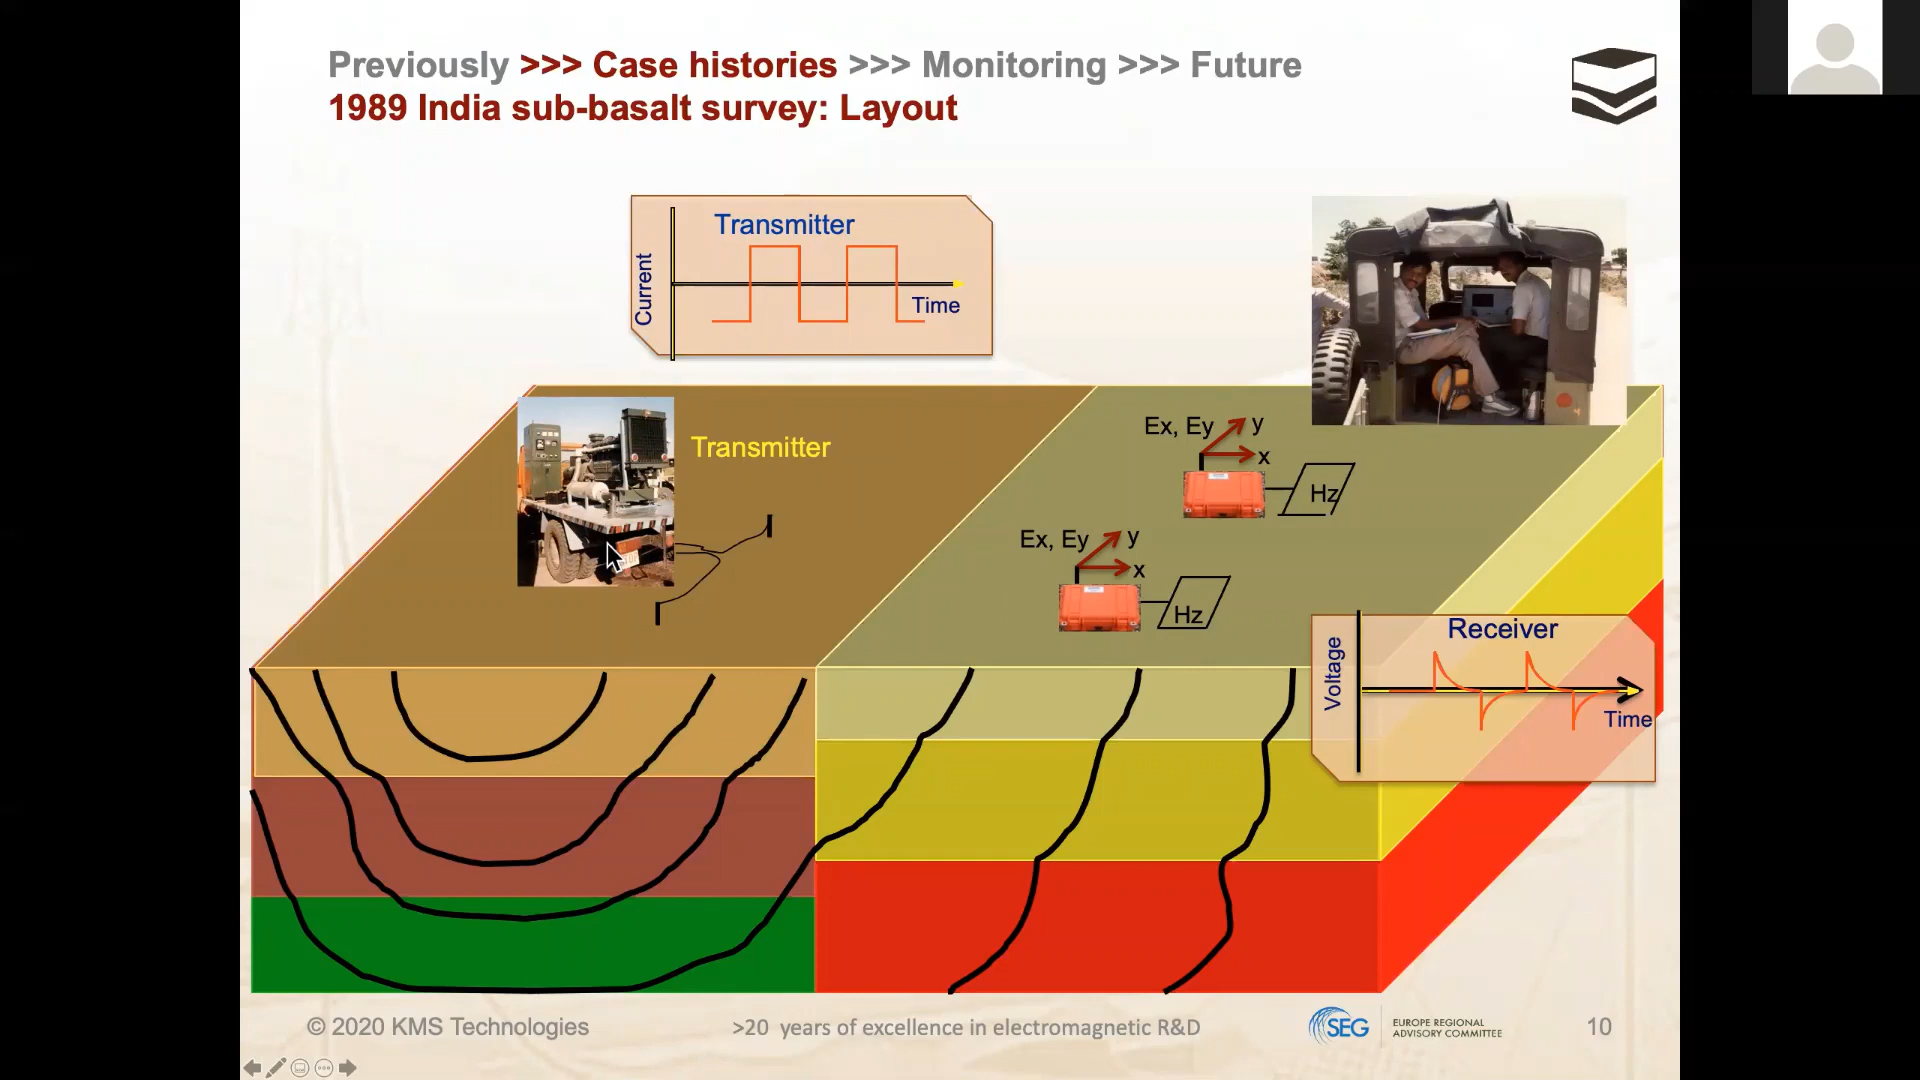 Previously >>> Case histories >>> Monitoring >>> Future
1989 India sub-basalt survey: Layout
Transmitter
Current
Time
Transmitter
Ex, Ey
y
x
Hz
Ex, Ey
y
x
Hz
Receiver
Voltage
Time
© 2020 KMS Technologies
>20 years of excellence in electromagnetic R&D
SEG
EUROPE REGIONAL
ADVISORY COMMITTEE
10